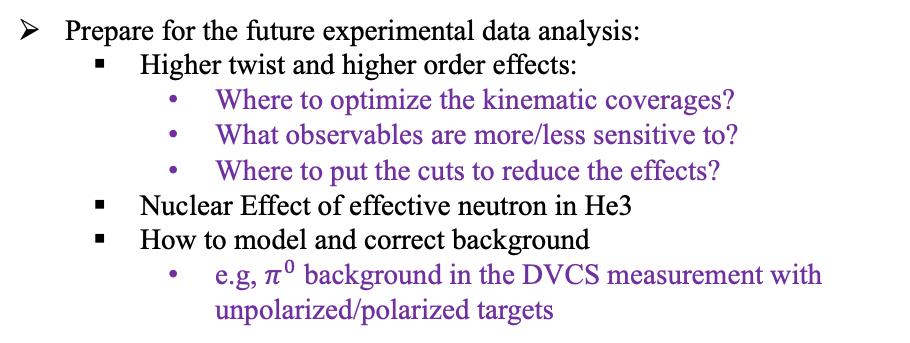 ➤ Prepare for the future experimental data analysis:
▪ Higher twist and higher order effects:
• Where to optimize the kinematic coverages?
• What observables are more/less sensitive to?
• Where to put the cuts to reduce the effects?
▪ Nuclear Effect of effective neutron in He3
▪ How to model and correct background
• e.g, π⁰ background in the DVCS measurement with
unpolarized/polarized targets